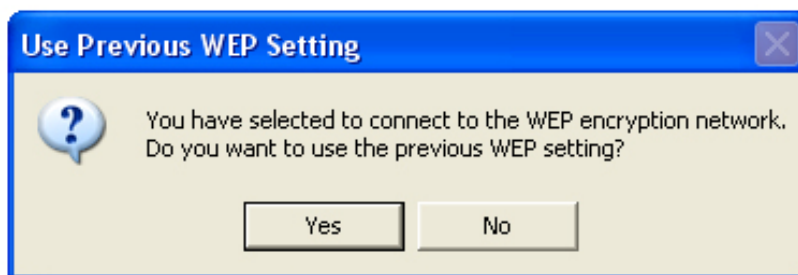 Use Previous WEP Setting
You have selected to connect to the WEP encryption network.
Do you want to use the previous WEP setting?
Yes
No